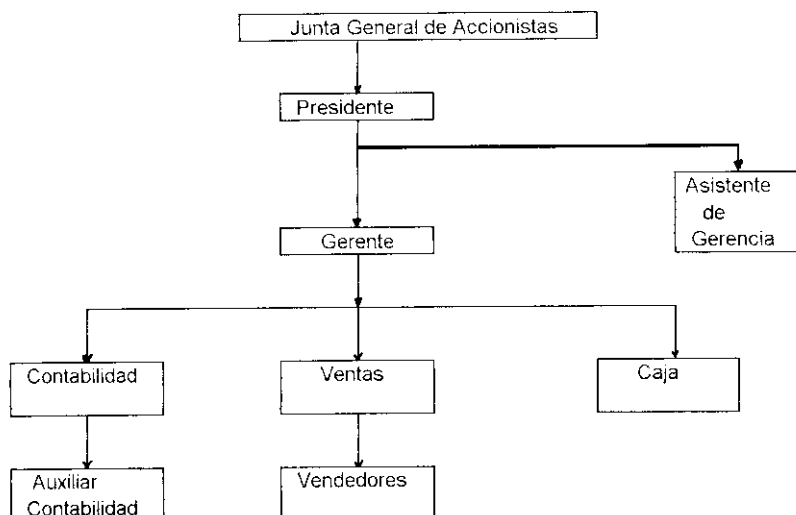 Junta General de Accionistas
Presidente
Asistente
de
Gerencia
Gerente
Contabilidad
Ventas
Caja
Auxiliar
Contabilidad
Vendedores